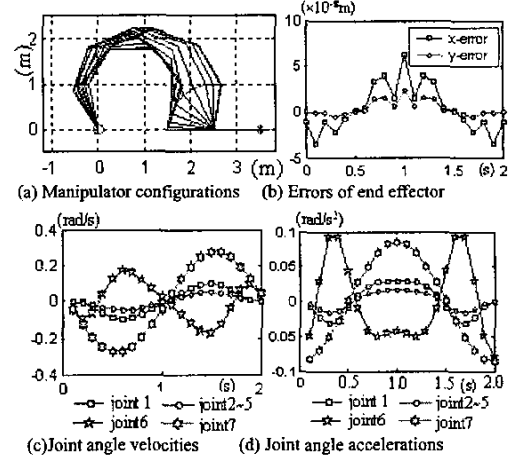 (×10⁻⁸m)
(m)
2
1
0
-1 0 1 2 3 (m)
(a) Manipulator configurations
10
5
0
-5
x-error
y-error
0 0.5 1 1.5 (s) 2
(b) Errors of end effector
(rad/s)
0.4
0.2
0
-0.2
-0.4
0 1 (s) 2
joint 1 joint2~5
joint6 joint7
(c)Joint angle velocities
(rad/s²)
0.1
0.05
0
0.05
-0.1
0 0.5 1.0 1.5 (s) 2.0
joint 1 joint2~5
joint6 joint7
(d) Joint angle accelerations